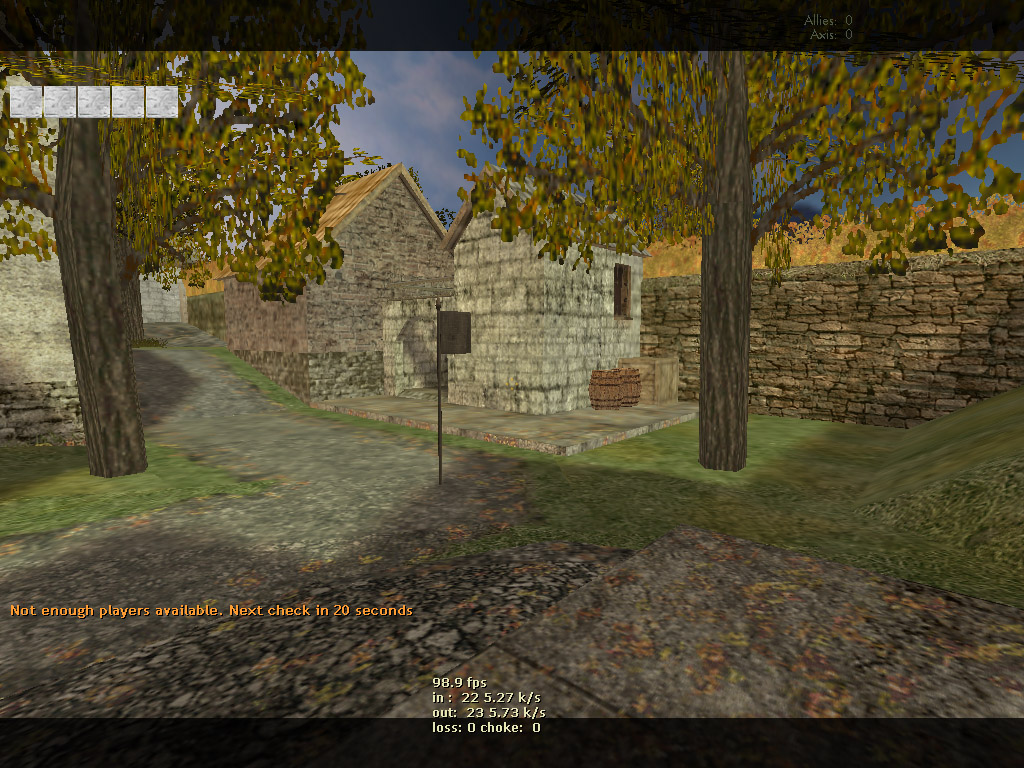 Allies: 0
Axis: 0
Not enough players available. Next check in 20 seconds
98.9 fps
in : 22 5.27 k/s
out: 23 5.73 k/s
loss: 0 choke: 0